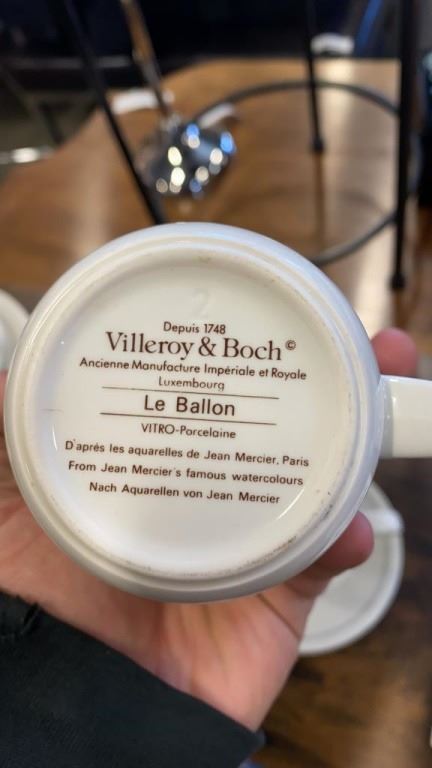 2
Depuis 1748
Villeroy & Boch©
Ancienne Manufacture Impériale et Royale
Luxembourg
Le Ballon
VITRO-Porcelaine
D'aprés les aquarelles de Jean Mercier, Paris
From Jean Mercier's famous watercolours
Nach Aquarellen von Jean Mercier